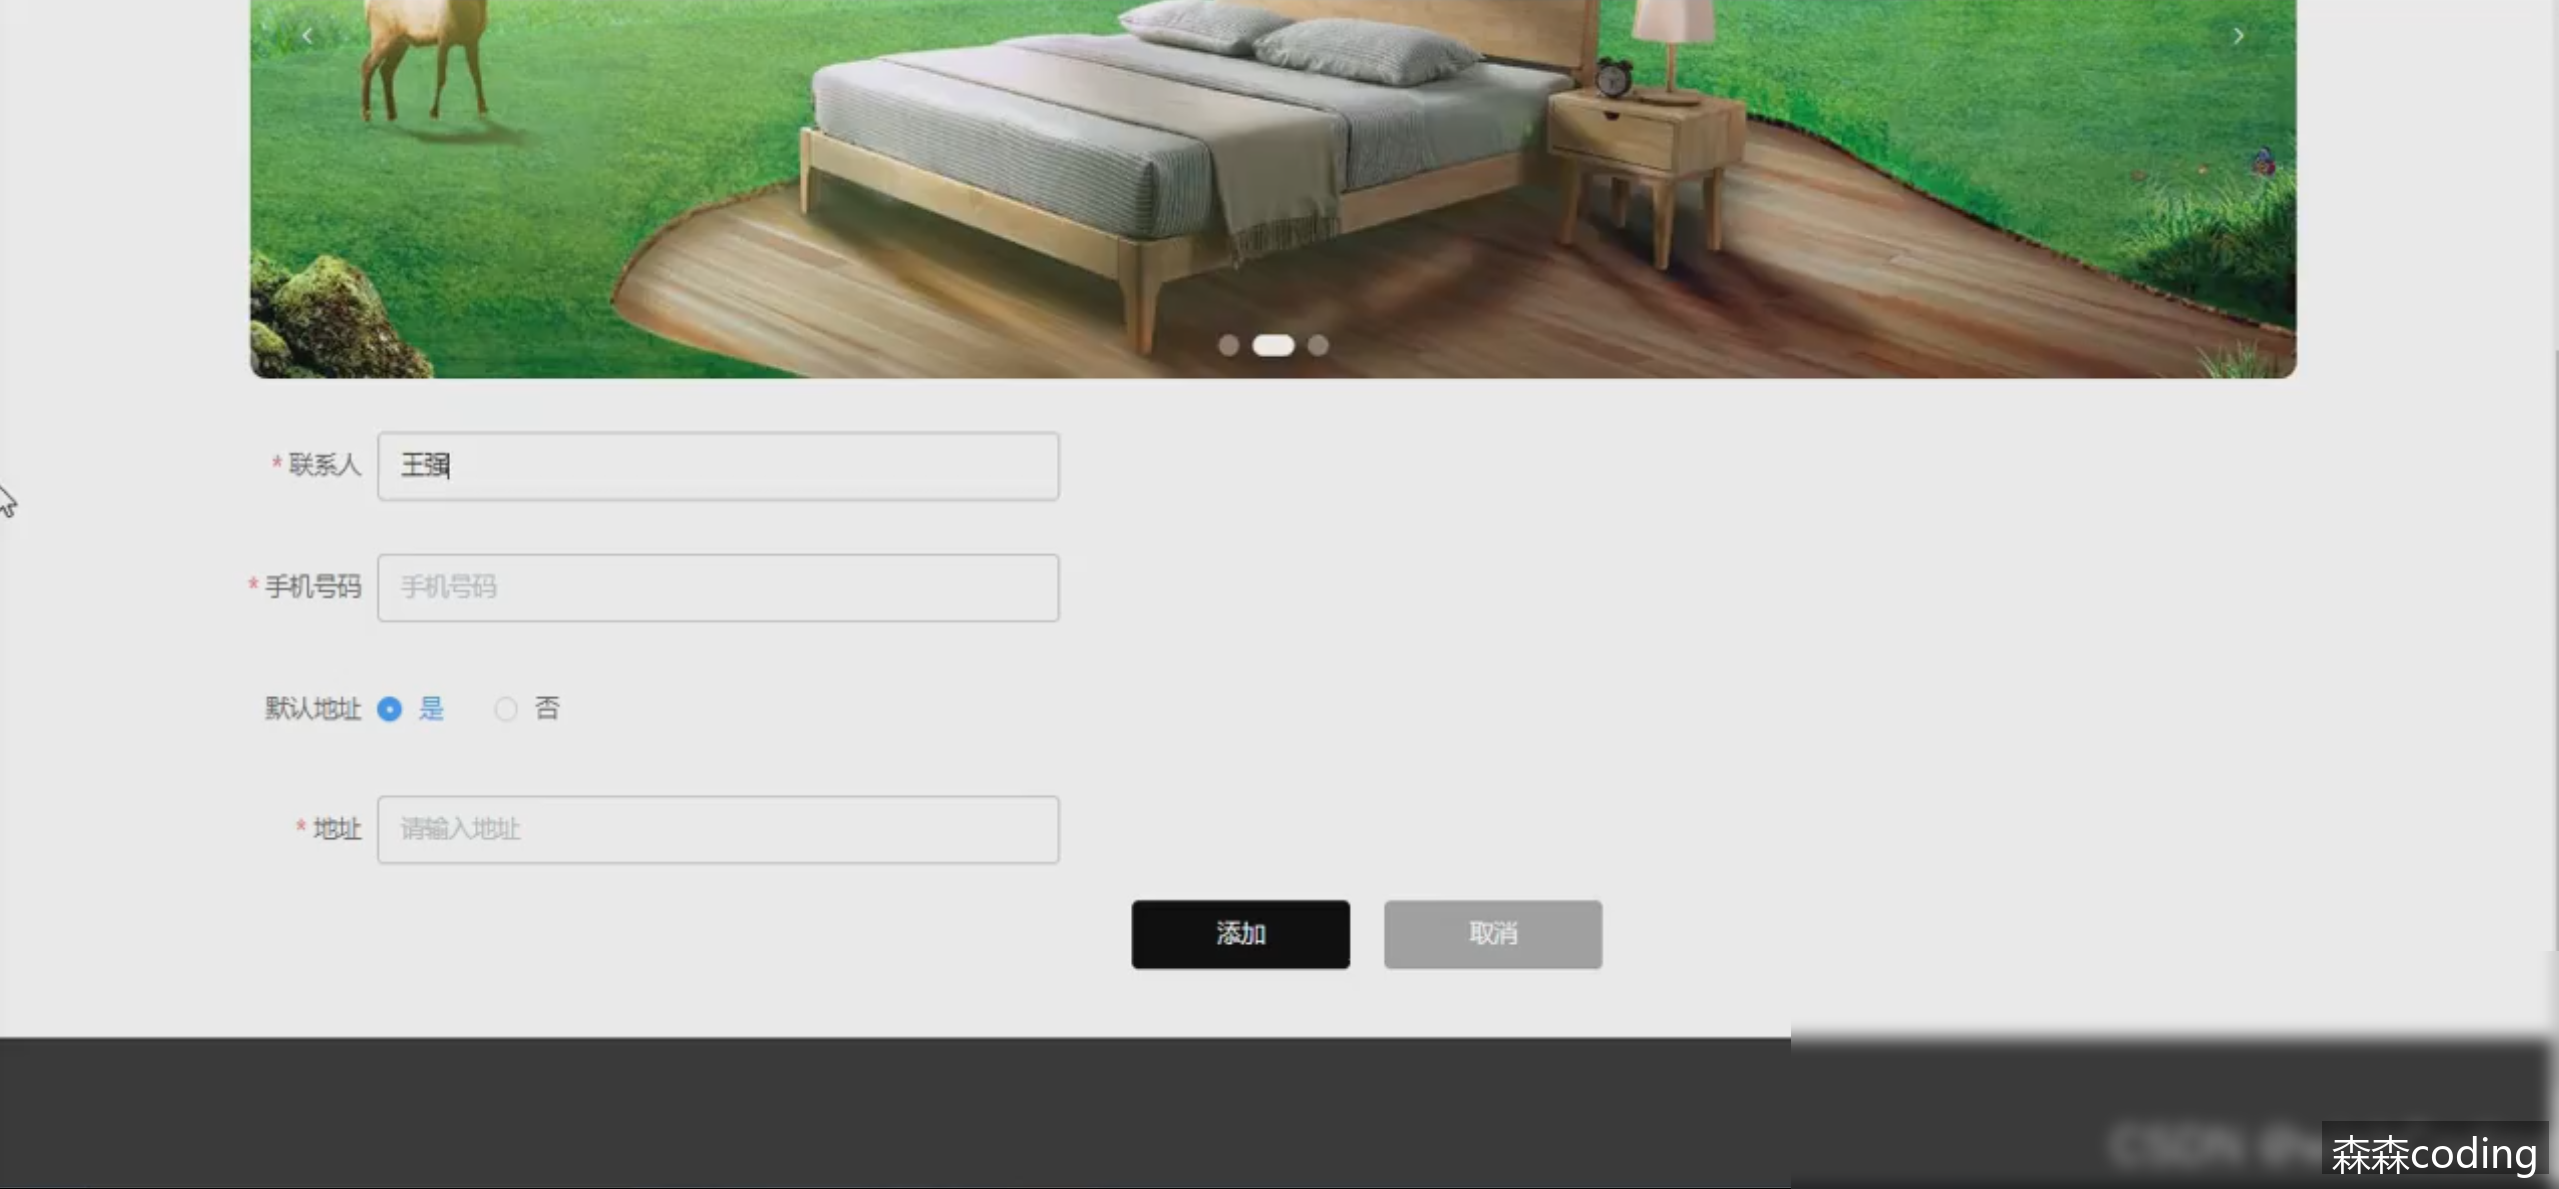 * 联系人 王强
* 手机号码 手机号码
默认地址 是 否
* 地址 请输入地址
添加 取消
CSDN
森森coding